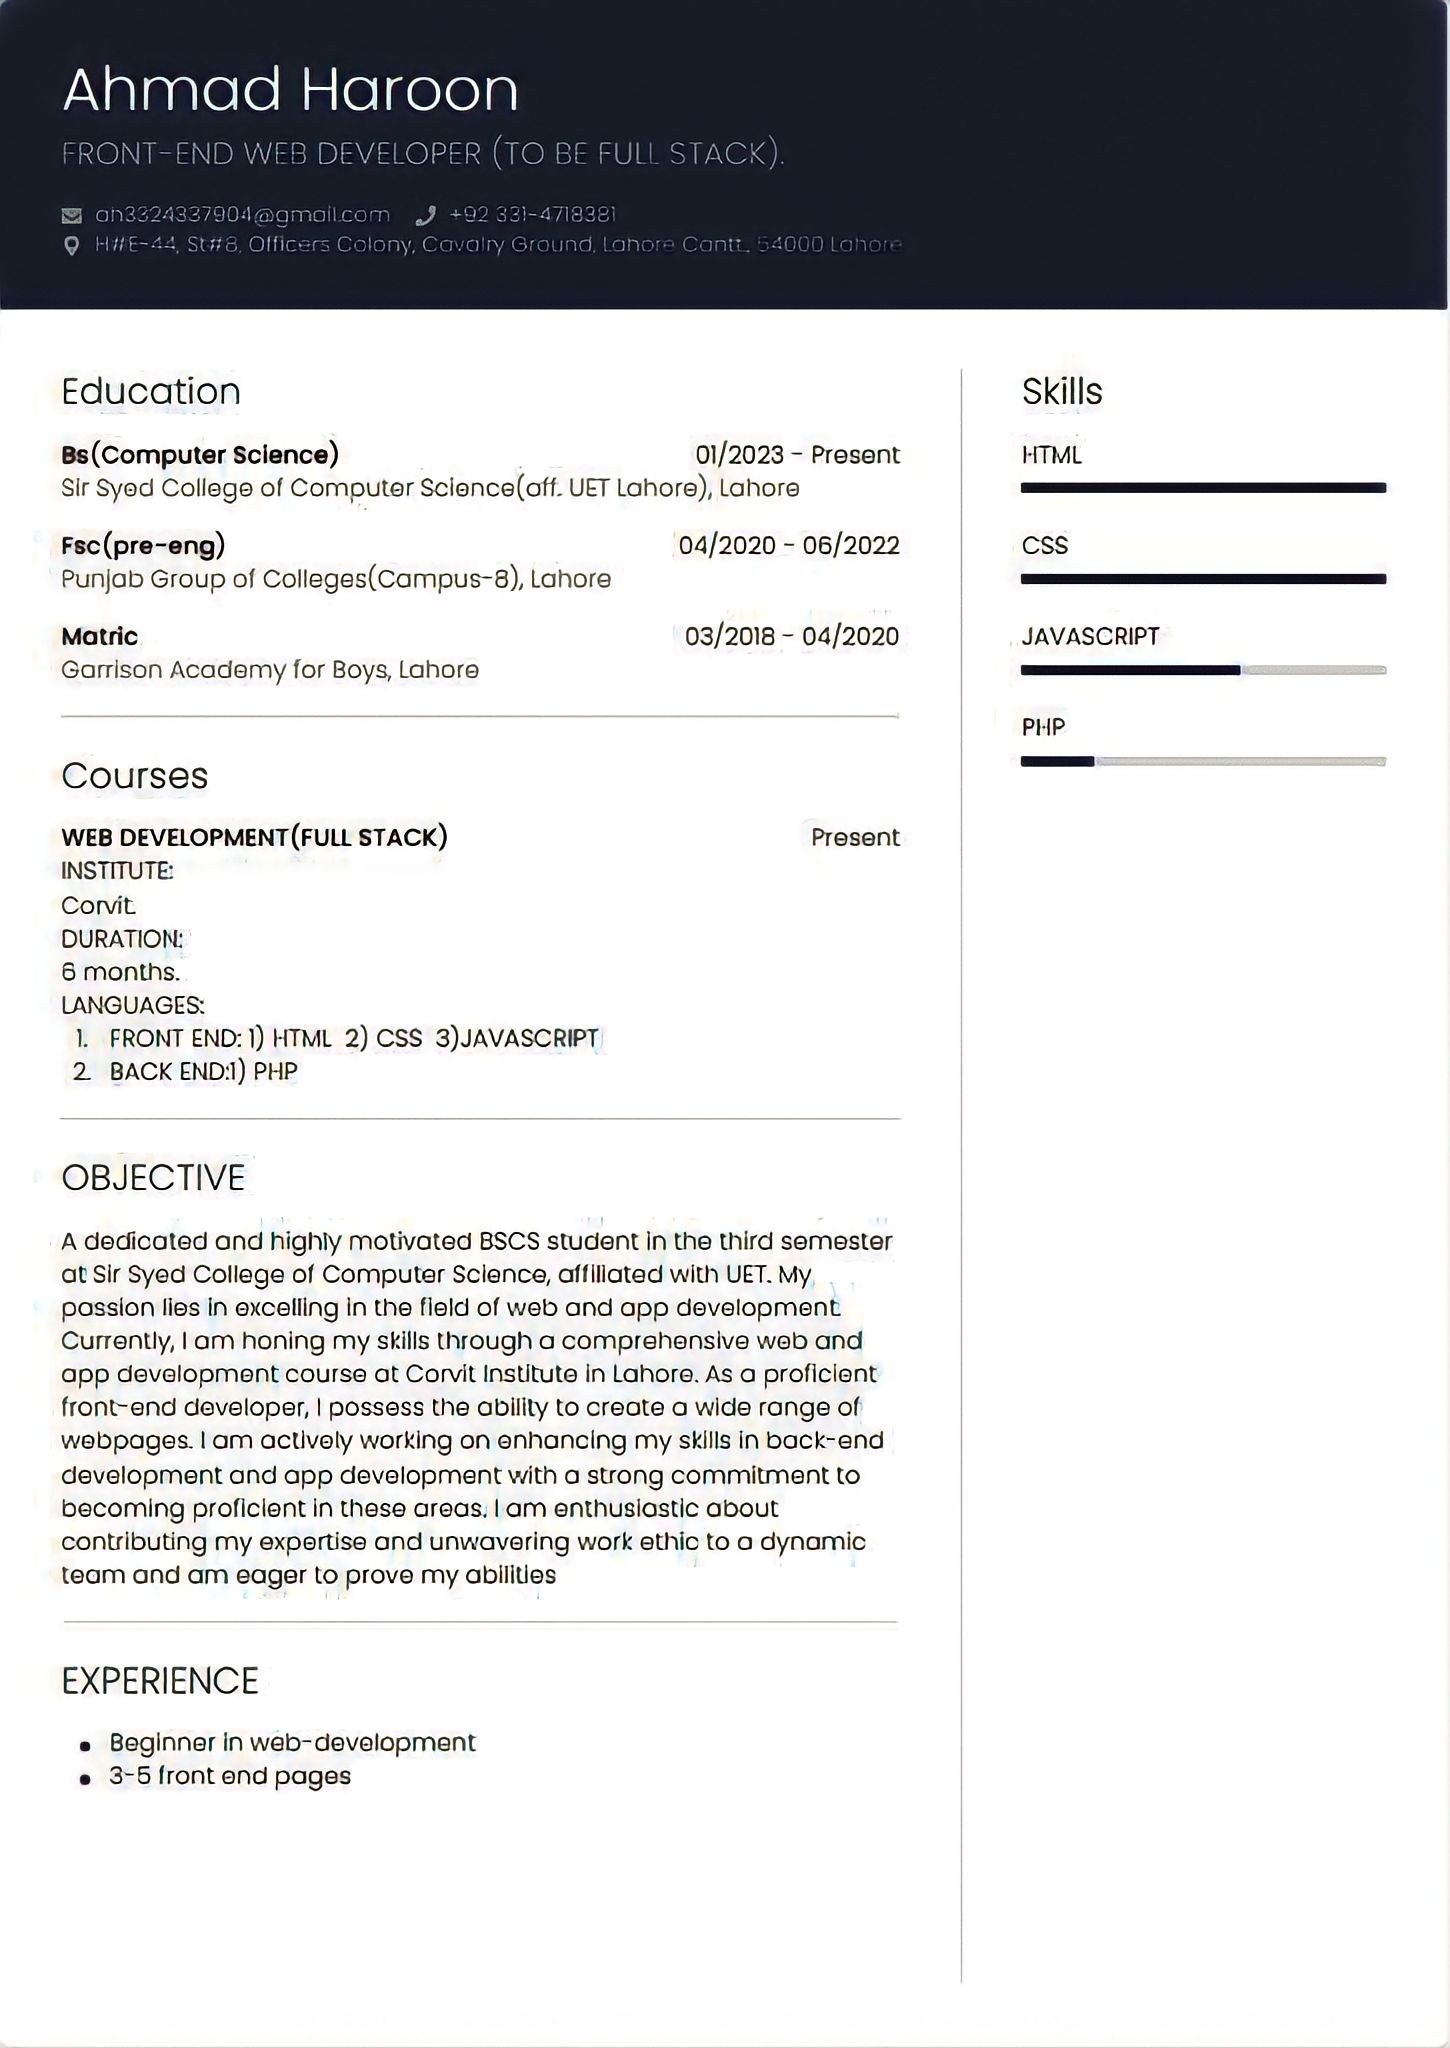 Ahmad Haroon
FRONT-END WEB DEVELOPER (TO BE FULL STACK).
ah3324337904@gmail.com +92 331-4718381
H#E-44, St#8, Officers Colony, Cavalry Ground, Lahore Cantt, 54000 Lahore
Education
Bs(Computer Science) 01/2023 - Present
Sir Syed College of Computer Science(aff. UET Lahore), Lahore
Fsc(pre-eng) 04/2020 - 06/2022
Punjab Group of Colleges(Campus-8), Lahore
Matric 03/2018 - 04/2020
Garrison Academy for Boys, Lahore
Courses
WEB DEVELOPMENT(FULL STACK) Present
INSTITUTE:
Corvit.
DURATION:
6 months.
LANGUAGES:
1. FRONT END: 1) HTML 2) CSS 3)JAVASCRIPT
2. BACK END:1) PHP
OBJECTIVE
A dedicated and highly motivated BSCS student in the third semester
at Sir Syed College of Computer Science, affiliated with UET. My
passion lies in excelling in the field of web and app development.
Currently, I am honing my skills through a comprehensive web and
app development course at Corvit Institute in Lahore. As a proficient
front-end developer, I possess the ability to create a wide range of
webpages. I am actively working on enhancing my skills in back-end
development and app development with a strong commitment to
becoming proficient in these areas. I am enthusiastic about
contributing my expertise and unwavering work ethic to a dynamic
team and am eager to prove my abilities
EXPERIENCE
• Beginner in web-development
• 3-5 front end pages
Skills
HTML
CSS
JAVASCRIPT
PHP